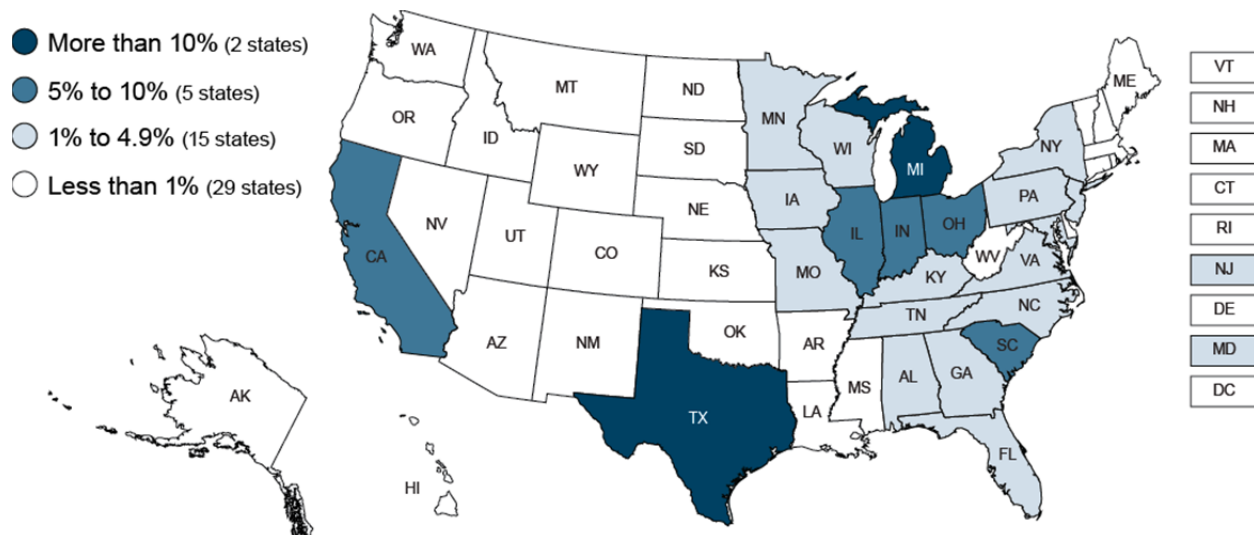 More than 10% (2 states)
5% to 10% (5 states)
1% to 4.9% (15 states)
Less than 1% (29 states)
WA
MT
ND
MN
ME
VT
OR
ID
SD
WI
NY
NH
WY
MI
MA
IA
PA
CT
NE
NV
UT
CO
IL
IN
OH
RI
CA
KS
MO
WV
VA
KY
NJ
NC
TN
DE
AZ
NM
OK
AR
SC
MD
MS
AL
GA
DC
AK
TX
LA
FL
HI